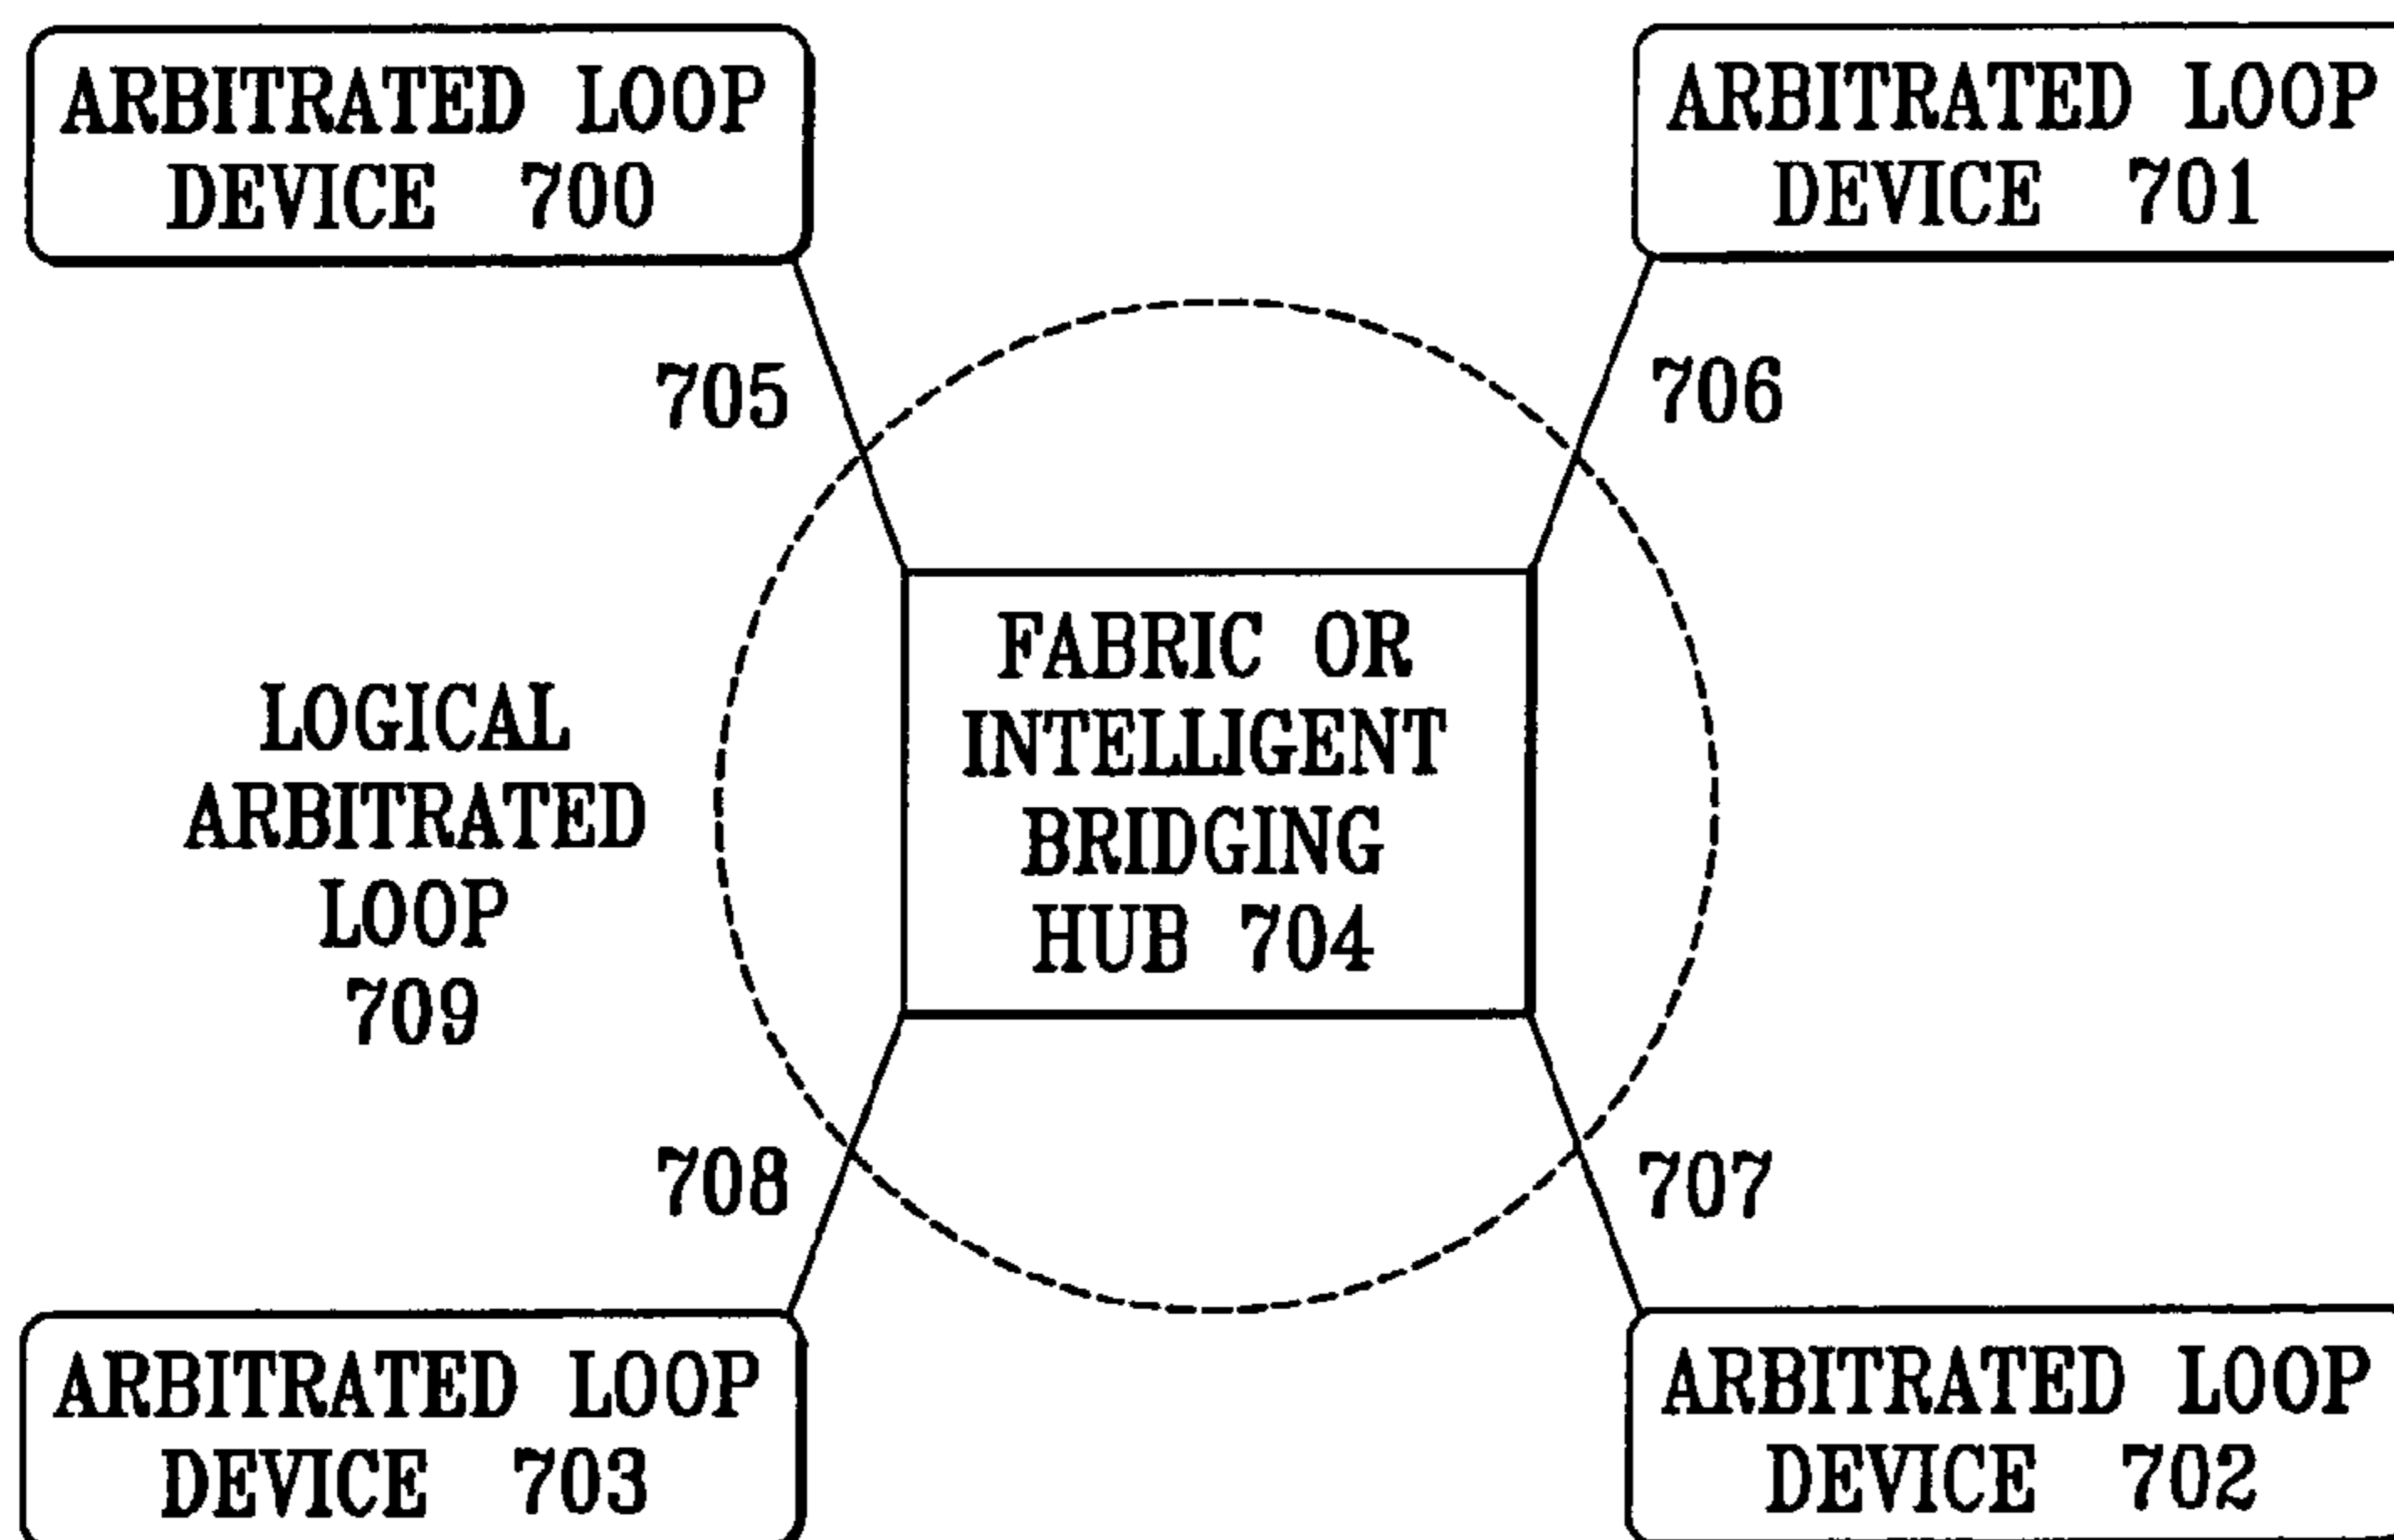 ARBITRATED LOOP
DEVICE 700
ARBITRATED LOOP
DEVICE 701
705
706
FABRIC OR
INTELLIGENT
BRIDGING
HUB 704
LOGICAL
ARBITRATED
LOOP
709
708
707
ARBITRATED LOOP
DEVICE 703
ARBITRATED LOOP
DEVICE 702